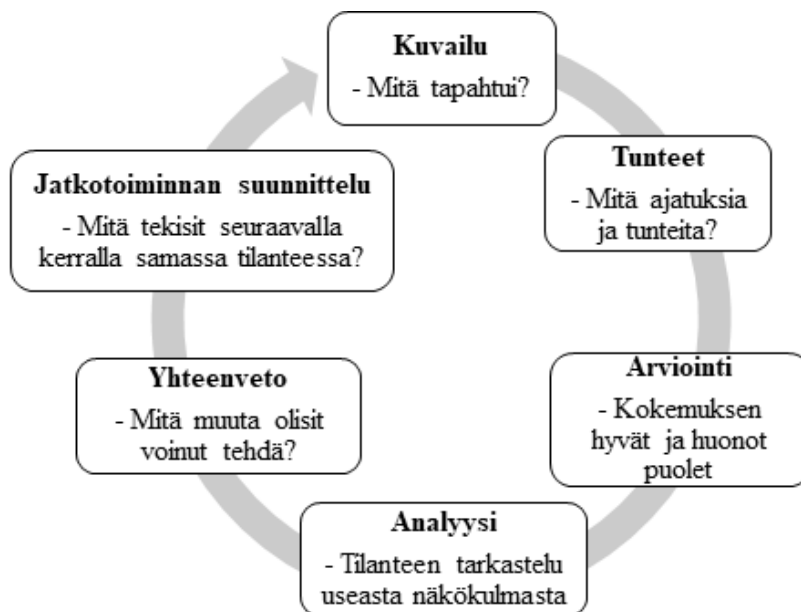 Kuvailu
- Mitä tapahtui?
Tunteet
- Mitä ajatuksia
ja tunteita?
Arviointi
- Kokemuksen
hyvät ja huonot
puolet
Analyysi
- Tilanteen tarkastelu
useasta näkökulmasta
Yhteenveto
- Mitä muuta olisit
voinut tehdä?
Jatkotoiminnan suunnittelu
- Mitä tekisit seuraavalla
kerralla samassa tilanteessa?